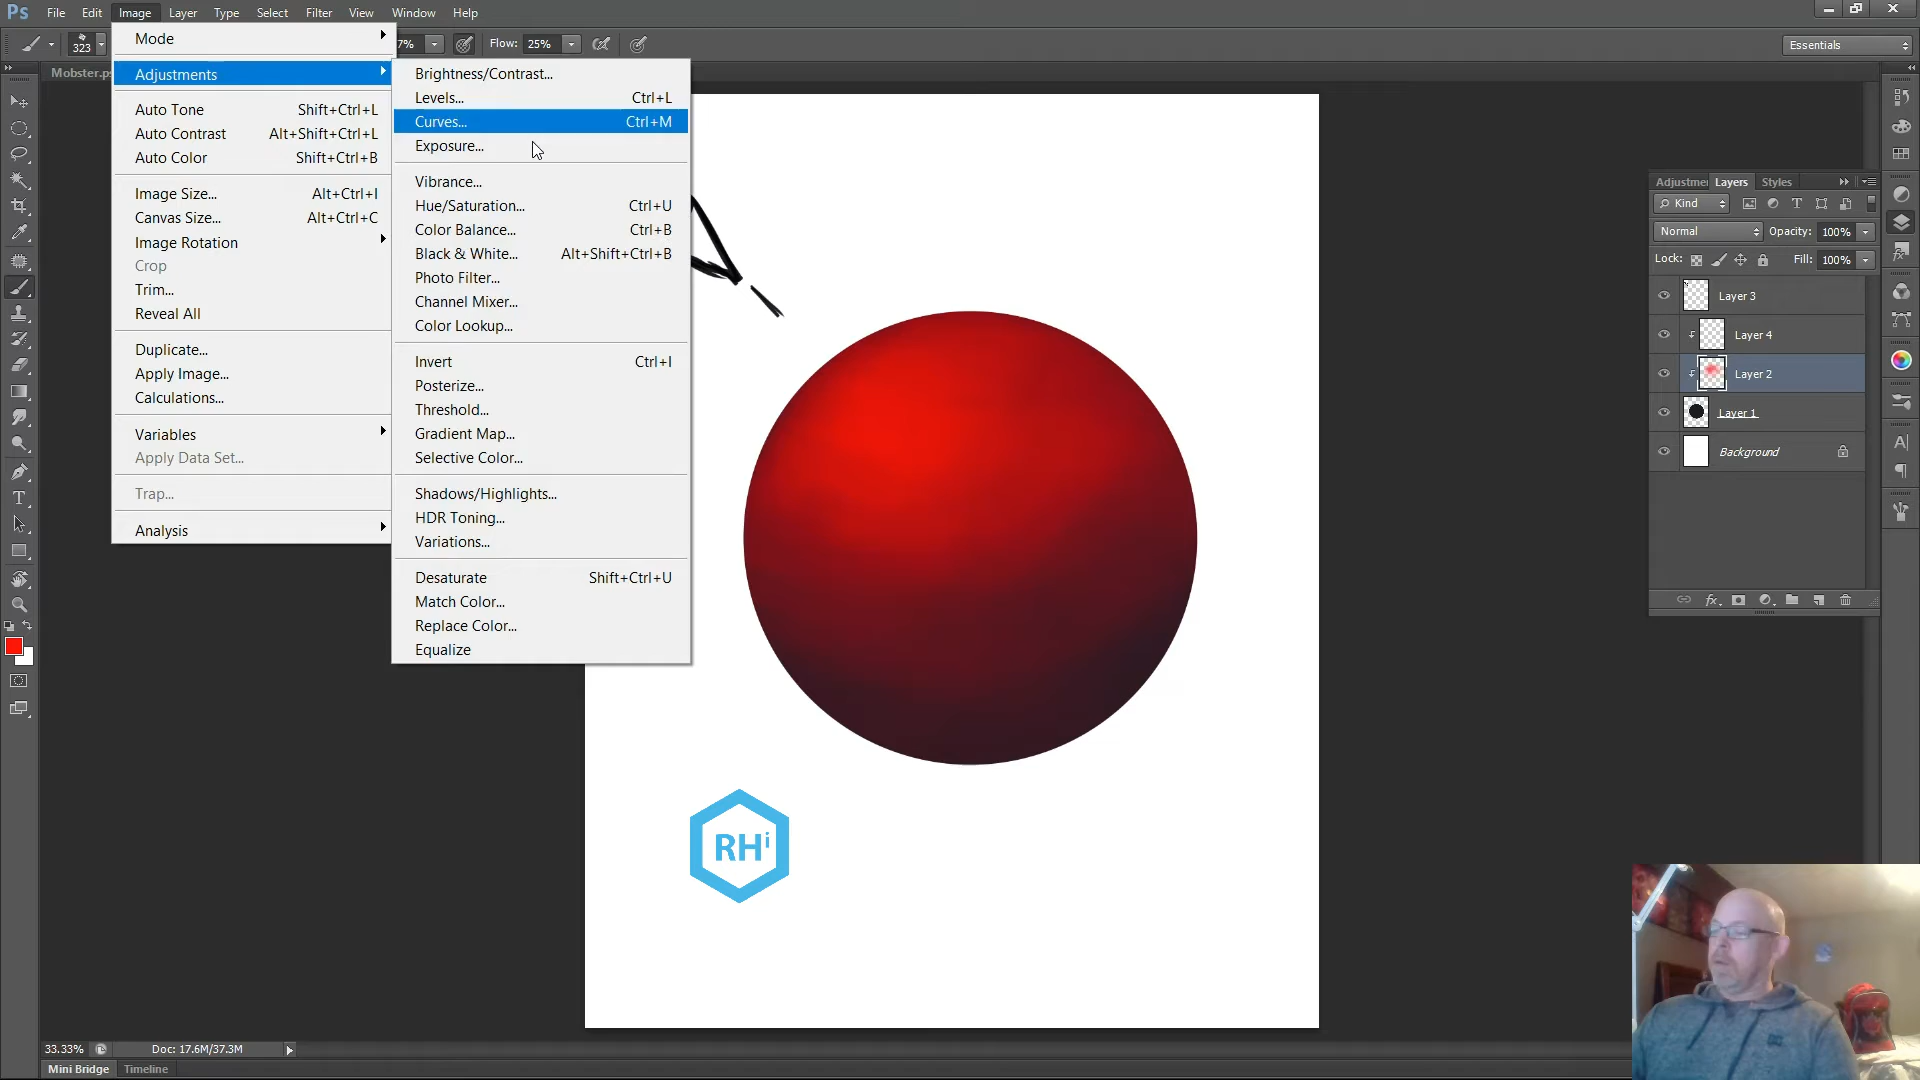 Ps File Edit Image Layer Type Select Filter View Window Help
323 7% Flow: 25% Essentials
Mobster.ps
Mode
Adjustments
Auto Tone Shift+Ctrl+L
Auto Contrast Alt+Shift+Ctrl+L
Auto Color Shift+Ctrl+B
Image Size... Alt+Ctrl+I
Canvas Size... Alt+Ctrl+C
Image Rotation
Crop
Trim...
Reveal All
Duplicate...
Apply Image...
Calculations...
Variables
Apply Data Set...
Trap...
Analysis
Brightness/Contrast...
Levels... Ctrl+L
Curves... Ctrl+M
Exposure...
Vibrance...
Hue/Saturation... Ctrl+U
Color Balance... Ctrl+B
Black & White... Alt+Shift+Ctrl+B
Photo Filter...
Channel Mixer...
Color Lookup...
Invert Ctrl+I
Posterize...
Threshold...
Gradient Map...
Selective Color...
Shadows/Highlights...
HDR Toning...
Variations...
Desaturate Shift+Ctrl+U
Match Color...
Replace Color...
Equalize
Adjustmer Layers Styles
Kind
Normal Opacity: 100%
Lock: Fill: 100%
Layer 3
Layer 4
Layer 2
Layer 1
Background
fx
RHi
33.33% Doc: 17.6M/37.3M
Mini Bridge Timeline